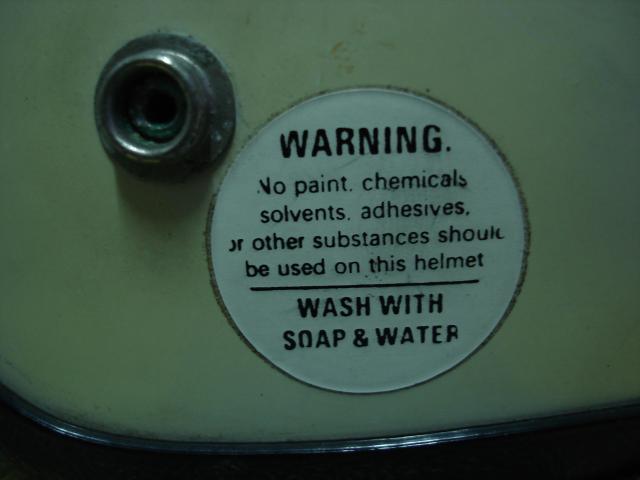 WARNING.
No paint, chemicals
solvents, adhesives,
or other substances should
be used on this helmet
WASH WITH
SOAP & WATER